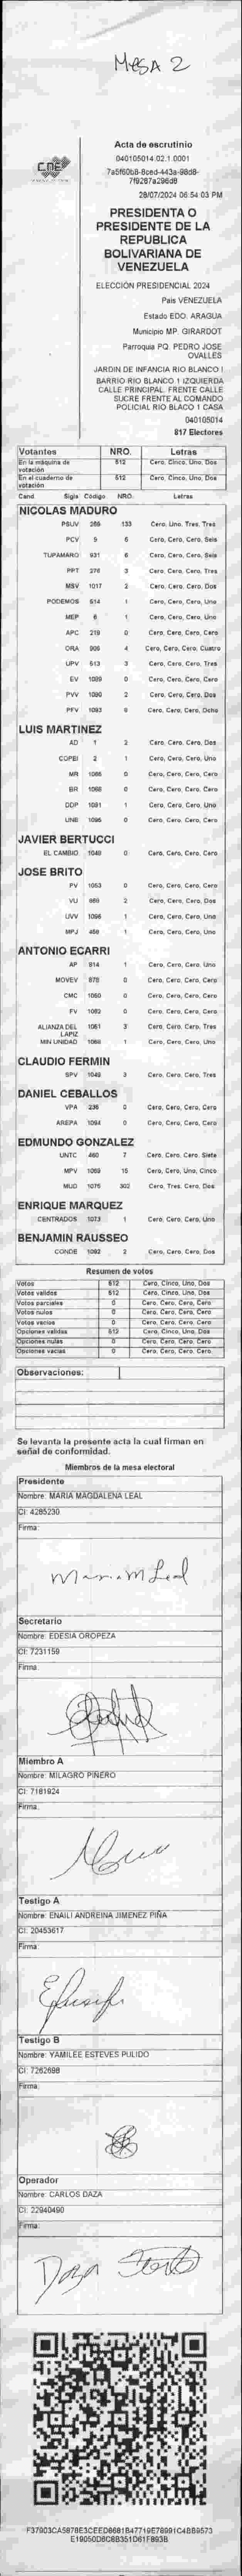 MESA 2
CNE
Acta de escrutinio
040105014.02.1.0001
7a5f60b8-8ced-443a-98d8-
7f9267a296d8
28/07/2024 06:54:03 PM
PRESIDENTA O
PRESIDENTE DE LA
REPUBLICA
BOLIVARIANA DE
VENEZUELA
ELECCIÓN PRESIDENCIAL 2024
Pais VENEZUELA
Estado EDO. ARAGUA
Municipio MP. GIRARDOT
Parroquia PQ. PEDRO JOSE
OVALLES
JARDIN DE INFANCIA RIO BLANCO I
BARRIO RIO BLANCO 1 IZQUIERDA
CALLE PRINCIPAL. FRENTE CALLE
SUCRE FRENTE AL COMANDO
POLICIAL RIO BLACO 1 CASA
040105014
817 Electores
Votantes NRO. Letras
En la máquina de votación 512 Cero, Cinco, Uno, Dos
En el cuaderno de votación 512 Cero, Cinco, Uno, Dos
Cand Sigla Código NRO. Letras
NICOLAS MADURO
PSUV 265 133 Cero, Uno, Tres, Tres
PCV 9 6 Cero, Cero, Cero, Seis
TUPAMARO 931 6 Cero, Cero, Cero, Seis
PPT 276 3 Cero, Cero, Cero, Tres
MSV 1017 2 Cero, Cero, Cero, Dos
PODEMOS 514 1 Cero, Cero, Cero, Uno
MEP 6 1 Cero, Cero, Cero, Uno
APC 219 0 Cero, Cero, Cero, Cero
ORA 905 4 Cero, Cero, Cero, Cuatro
UPV 513 3 Cero, Cero, Cero, Tres
EV 1089 0 Cero, Cero, Cero, Cero
PVV 1090 2 Cero, Cero, Cero, Dos
PFV 1093 8 Cero, Cero, Cero, Ocho
LUIS MARTINEZ
AD 1 2 Cero, Cero, Cero, Dos
COPEI 2 1 Cero, Cero, Cero, Uno
MR 1066 0 Cero, Cero, Cero, Cero
BR 1068 0 Cero, Cero, Cero, Cero
DDP 1091 1 Cero, Cero, Cero, Uno
UNE 1095 0 Cero, Cero, Cero, Cero
JAVIER BERTUCCI
EL CAMBIO 1049 0 Cero, Cero, Cero, Cero
JOSE BRITO
PV 1053 0 Cero, Cero, Cero, Cero
VU 869 2 Cero, Cero, Cero, Dos
UVV 1096 1 Cero, Cero, Cero, Uno
MPJ 458 1 Cero, Cero, Cero, Uno
ANTONIO ECARRI
AP 914 1 Cero, Cero, Cero, Uno
MOVEV 978 0 Cero, Cero, Cero, Cero
CMC 1050 0 Cero, Cero, Cero, Cero
FV 1082 0 Cero, Cero, Cero, Cero
ALIANZA DEL LAPIZ 1081 3 Cero, Cero, Cero, Tres
MIN UNIDAD 1068 1 Cero, Cero, Cero, Uno
CLAUDIO FERMIN
SPV 1048 3 Cero, Cero, Cero, Tres
DANIEL CEBALLOS
VPA 236 0 Cero, Cero, Cero, Cero
AREPA 1094 0 Cero, Cero, Cero, Cero
EDMUNDO GONZALEZ
UNTC 460 7 Cero, Cero, Cero, Siete
MPV 1069 15 Cero, Cero, Uno, Cinco
MUD 1075 302 Cero, Tres, Cero, Dos
ENRIQUE MARQUEZ
CENTRADOS 1073 1 Cero, Cero, Cero, Uno
BENJAMIN RAUSSEO
CONDE 1092 2 Cero, Cero, Cero, Dos
Resumen de votos
Votos 512 Cero, Cinco, Uno, Dos
Votos validos 512 Cero, Cinco, Uno, Dos
Votos parciales 0 Cero, Cero, Cero, Cero
Votos nulos 0 Cero, Cero, Cero, Cero
Votos vacios 0 Cero, Cero, Cero, Cero
Opciones validas 512 Cero, Cinco, Uno, Dos
Opciones nulas 0 Cero, Cero, Cero, Cero
Opciones vacias 0 Cero, Cero, Cero, Cero
Observaciones:
Se levanta la presente acta la cual firman en
señal de conformidad.
Miembros de la mesa electoral
Presidente
Nombre: MARIA MAGDALENA LEAL
CI: 4285230
Firma:
Maria M Leal
Secretario
Nombre: EDESIA OROPEZA
CI: 7231159
Firma:
Miembro A
Nombre: MILAGRO PIÑERO
CI: 7181924
Firma:
Testigo A
Nombre: ENAILI ANDREINA JIMENEZ PIÑA
CI: 20453617
Firma:
Testigo B
Nombre: YAMILEE ESTEVES PULIDO
CI: 7262698
Firma:
Operador
Nombre: CARLOS DAZA
CI: 22940490
Firma:
Daza
F37903CA5878E3CEED8681B47719E78991C4BB9573
E19050D6C8B351D61F893B